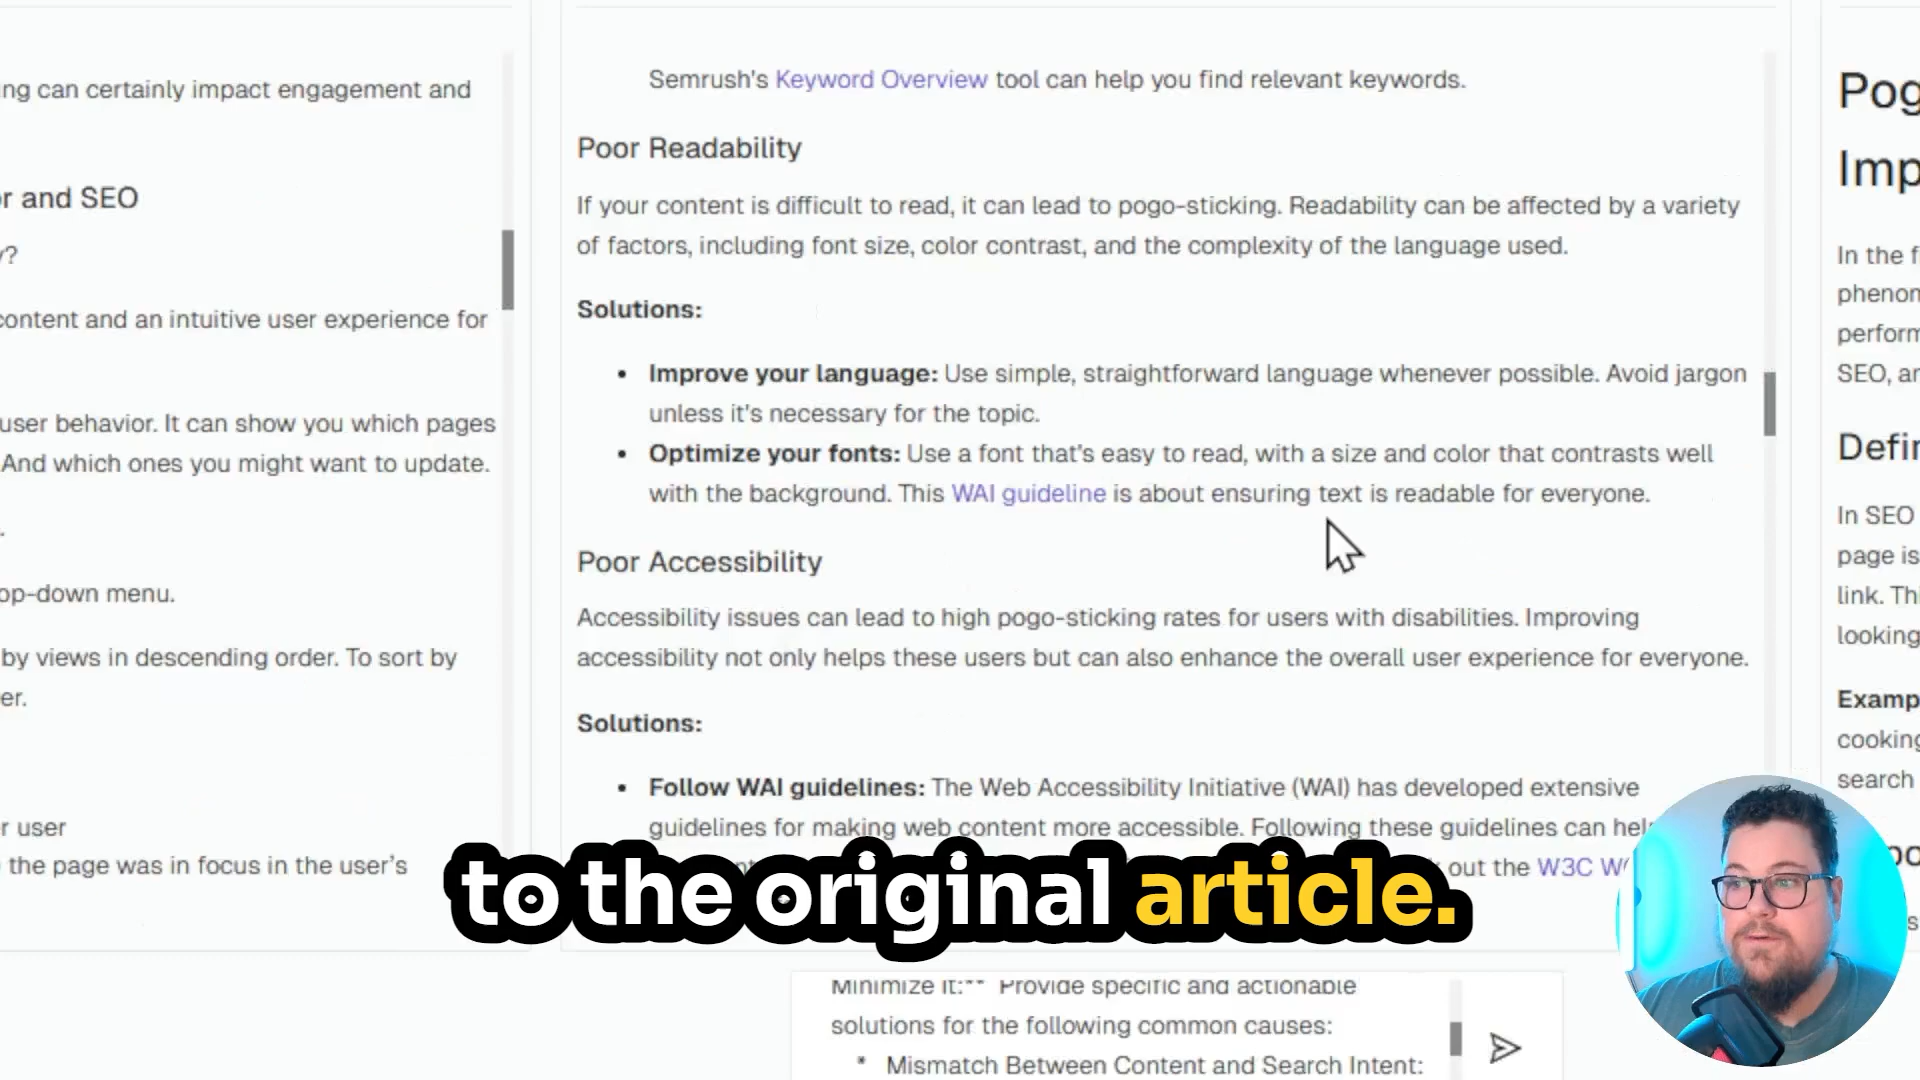 ng can certainly impact engagement and
r and SEO
y?
content and an intuitive user experience for
user behavior. It can show you which pages
And which ones you might want to update.
.
op-down menu.
by views in descending order. To sort by
er.
r user
the page was in focus in the user's
Semrush's Keyword Overview tool can help you find relevant keywords.
Poor Readability
If your content is difficult to read, it can lead to pogo-sticking. Readability can be affected by a variety
of factors, including font size, color contrast, and the complexity of the language used.
Solutions:
• Improve your language: Use simple, straightforward language whenever possible. Avoid jargon
unless it's necessary for the topic.
• Optimize your fonts: Use a font that's easy to read, with a size and color that contrasts well
with the background. This WAI guideline is about ensuring text is readable for everyone.
Poor Accessibility
Accessibility issues can lead to high pogo-sticking rates for users with disabilities. Improving
accessibility not only helps these users but can also enhance the overall user experience for everyone.
Solutions:
• Follow WAI guidelines: The Web Accessibility Initiative (WAI) has developed extensive
guidelines for making web content more accessible. Following these guidelines can hel
out the W3C W
to the original article.
Minimize it:** Provide specific and actionable
solutions for the following common causes:
* Mismatch Between Content and Search Intent:
Pog
Imp
In the f
phenom
perform
SEO, an
Defin
In SEO
page is
link. Thi
looking
Examp
cooking
search